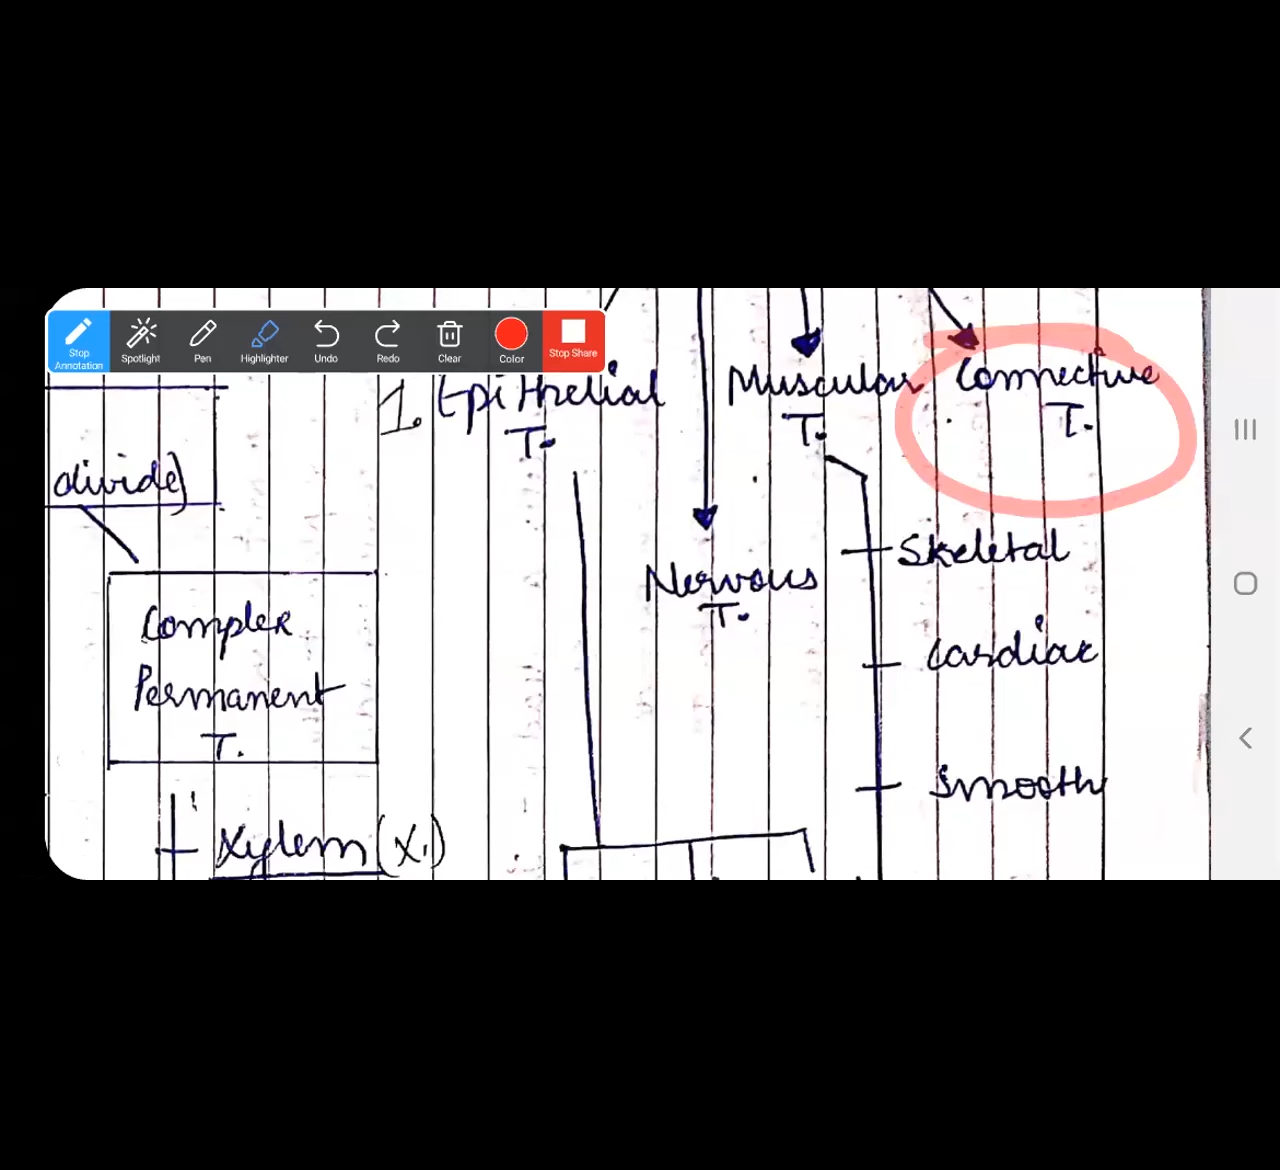 Stop
Annotation
Spotlight
Pen
Highlighter
Undo
Redo
Clear
Color
Stop Share
1. Epithelial
T.
Muscular
T.
Connective
T.
divide)
Nervous
T.
Skeletal
Cardiac
Smooth
Complex
Permanent
T.
Xylem (X.)